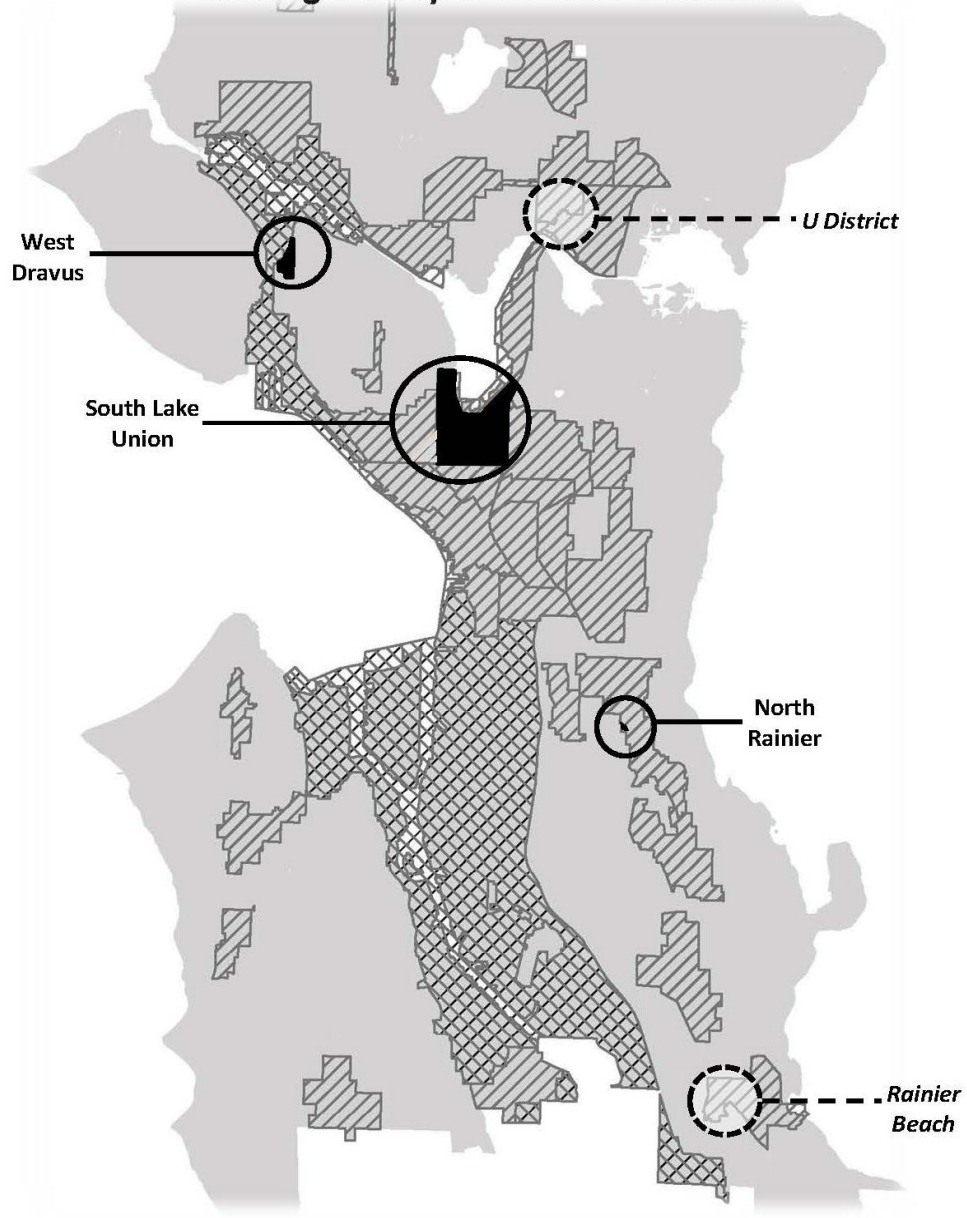 U District
West
Dravus
South Lake
Union
North
Rainier
Rainier
Beach